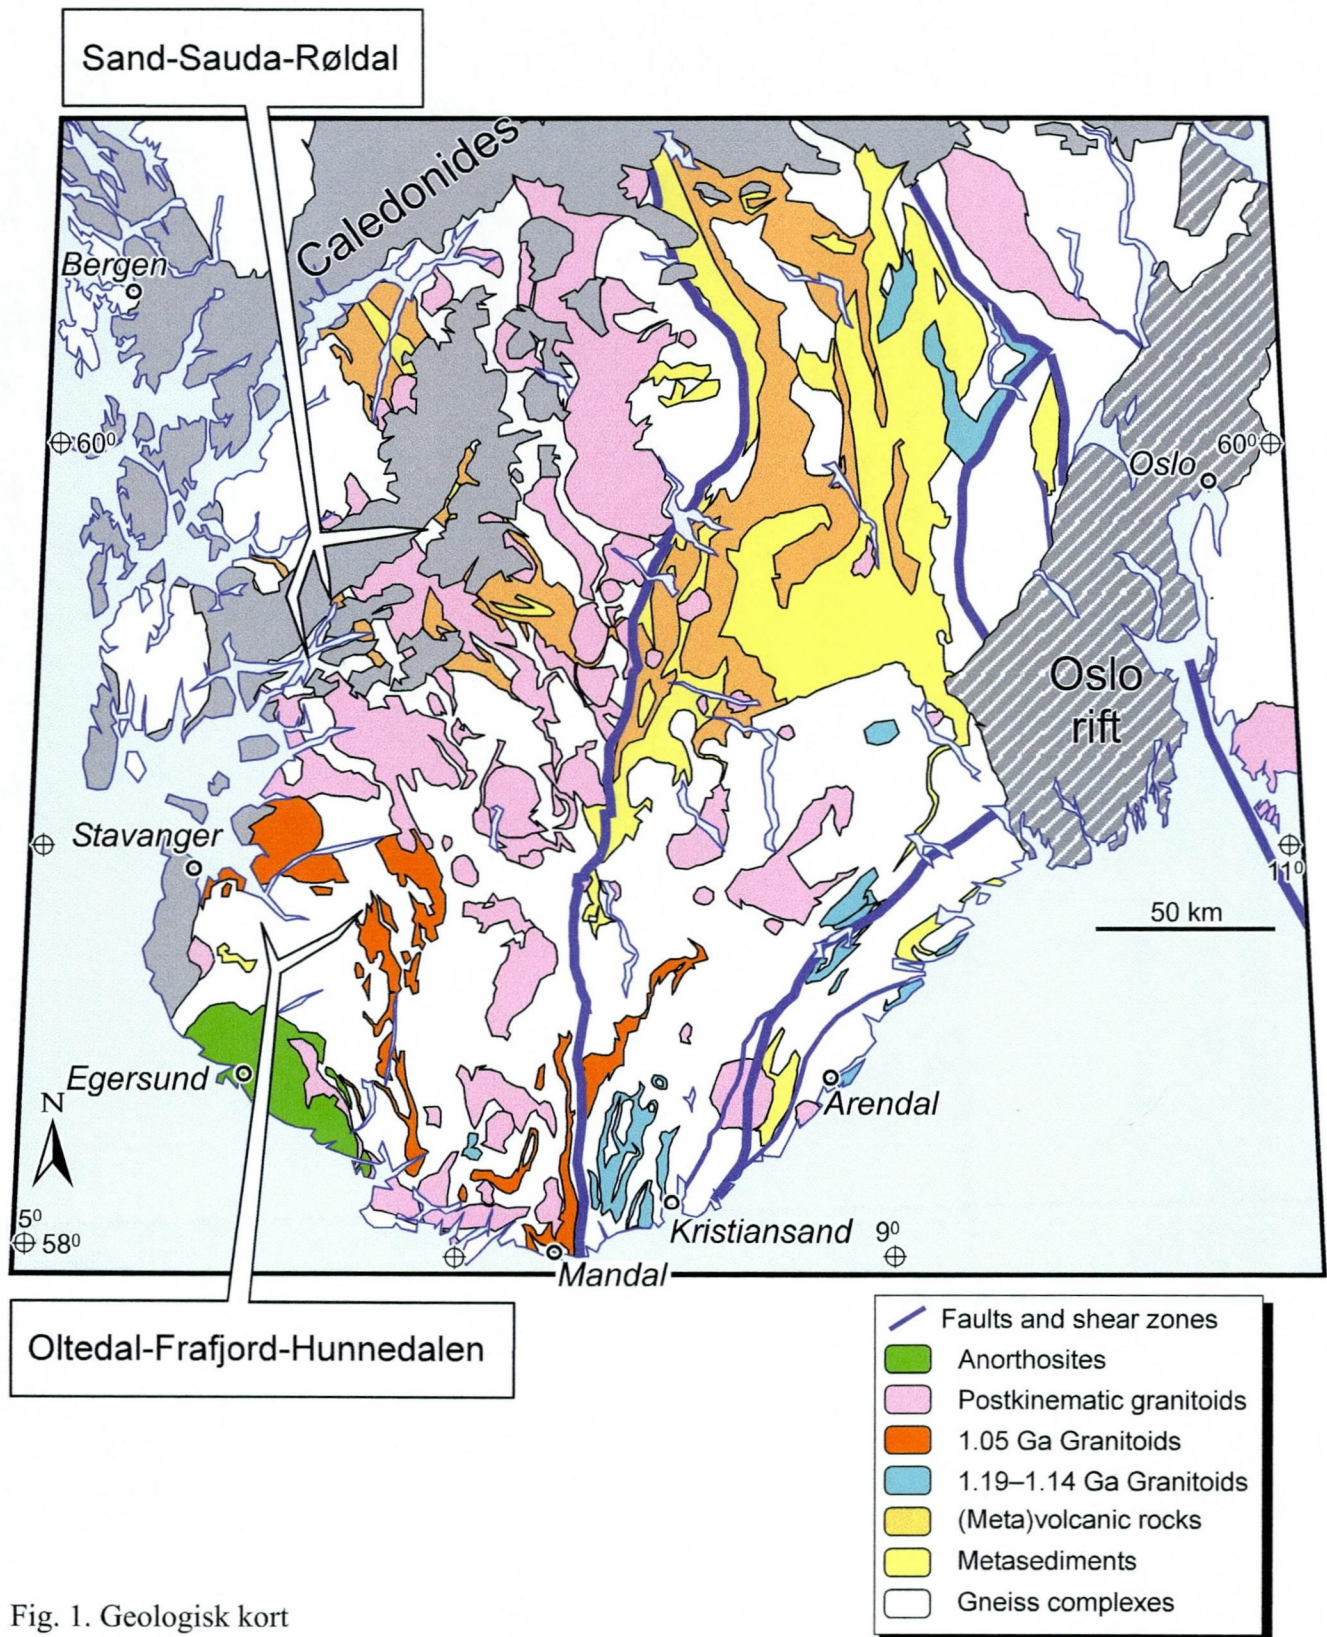 Sand-Sauda-Røldal
Caledonides
Bergen
60⁰
60⁰
Oslo
Oslo
rift
Stavanger
11⁰
50 km
Egersund
N
Arendal
5⁰
58⁰
Kristiansand
9⁰
Mandal
Oltedal-Frafjord-Hunnedalen
Faults and shear zones
Anorthosites
Postkinematic granitoids
1.05 Ga Granitoids
1.19–1.14 Ga Granitoids
(Meta)volcanic rocks
Metasediments
Gneiss complexes
Fig. 1. Geologisk kort